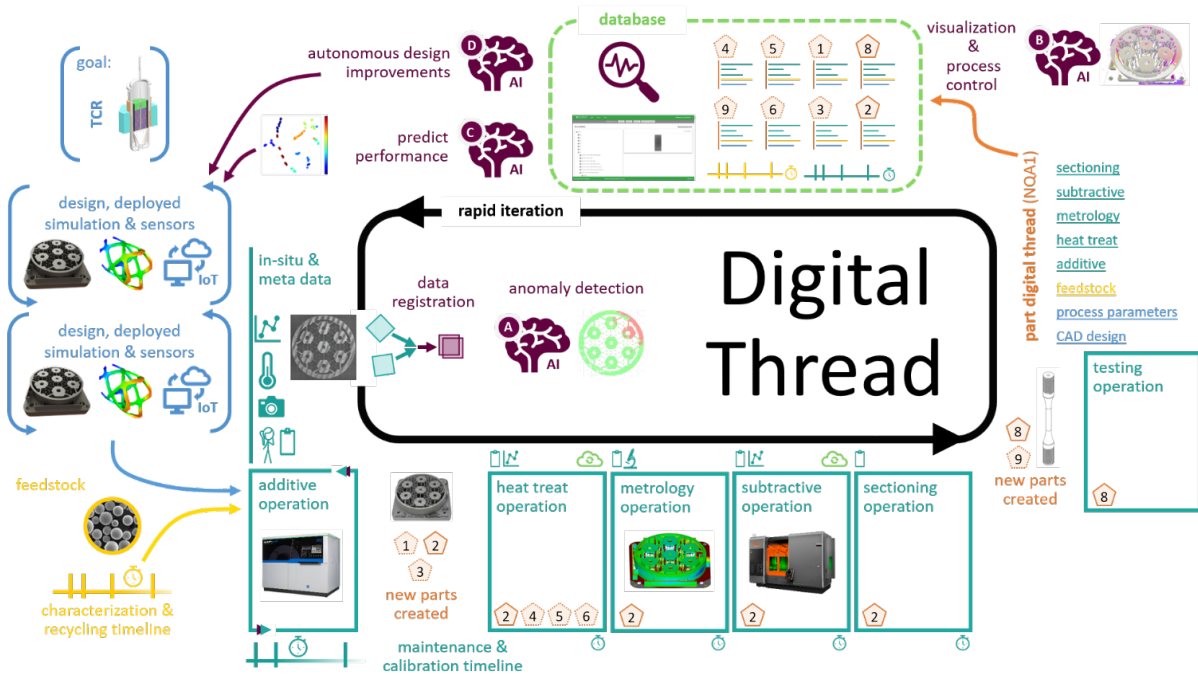 goal:
TCR
autonomous design
improvements
D
AI
database
4
5
1
8
9
6
3
2
visualization
&
process
control
B
AI
predict
performance
C
AI
part digital thread (NQA1)
sectioning
subtractive
metrology
heat treat
additive
feedstock
process parameters
CAD design
design, deployed
simulation & sensors
IoT
design, deployed
simulation & sensors
IoT
rapid iteration
in-situ &
meta data
data
registration
anomaly detection
A
AI
Digital
Thread
feedstock
characterization &
recycling timeline
additive
operation
1
2
3
new parts
created
maintenance &
calibration timeline
heat treat
operation
2
4
5
6
metrology
operation
2
subtractive
operation
2
sectioning
operation
2
8
9
new parts
created
testing
operation
8